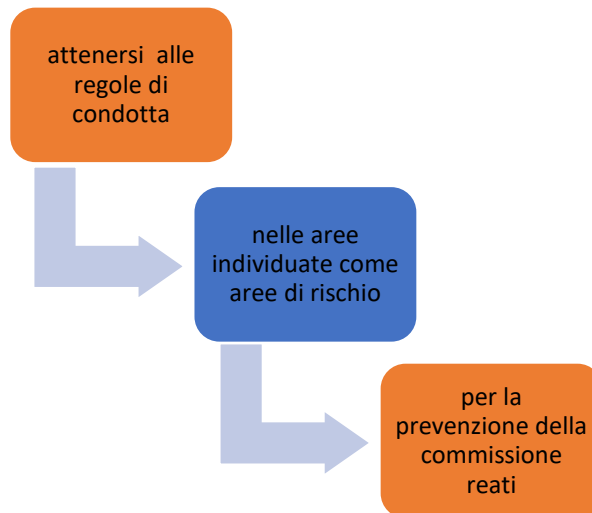 attenersi alle
regole di
condotta
nelle aree
individuate come
aree di rischio
per la
prevenzione della
commissione
reati